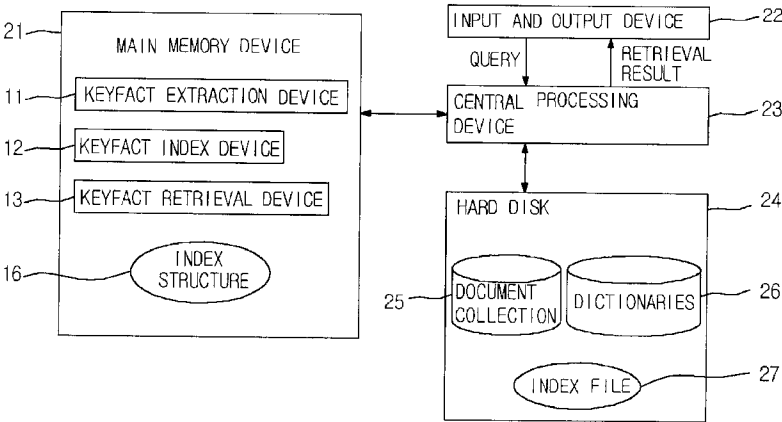 21
MAIN MEMORY DEVICE
11
KEYFACT EXTRACTION DEVICE
12
KEYFACT INDEX DEVICE
13
KEYFACT RETRIEVAL DEVICE
16
INDEX
STRUCTURE
INPUT AND OUTPUT DEVICE
22
QUERY
RETRIEVAL
RESULT
CENTRAL PROCESSING
DEVICE
23
HARD DISK
24
25
DOCUMENT
COLLECTION
DICTIONARIES
26
INDEX FILE
27